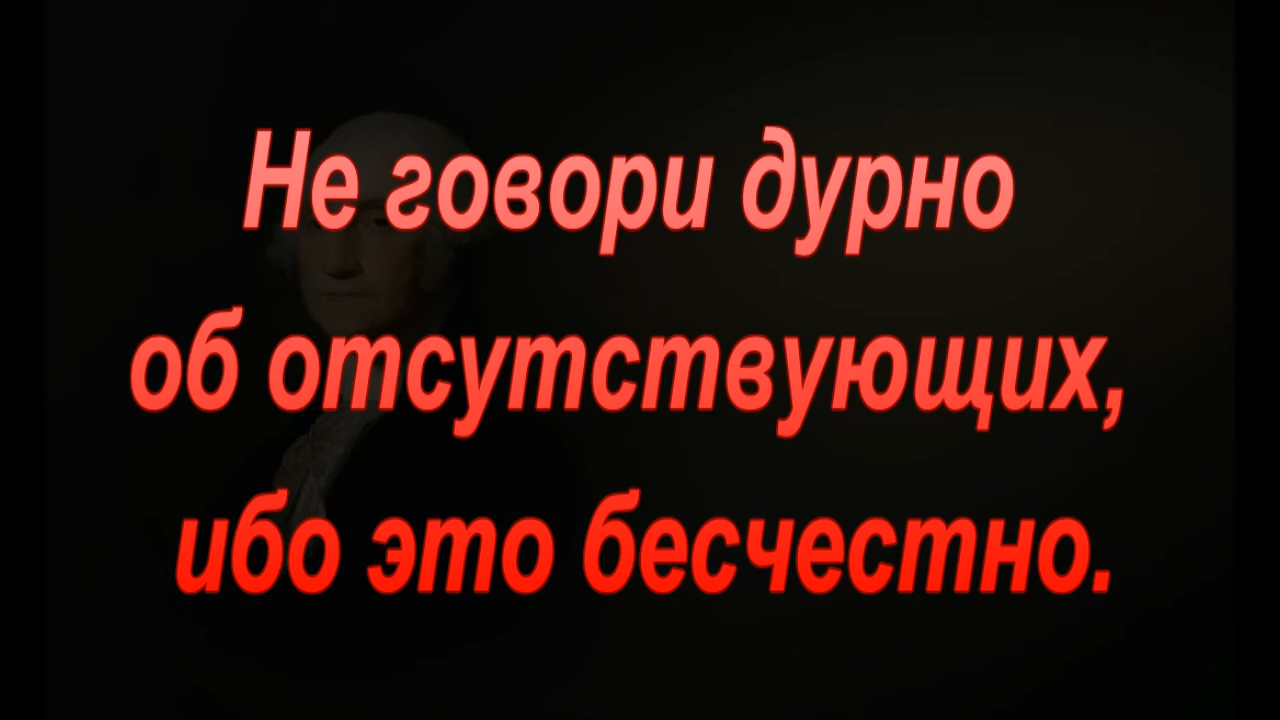 Не говори дурно
об отсутствующих,
ибо это бесчестно.